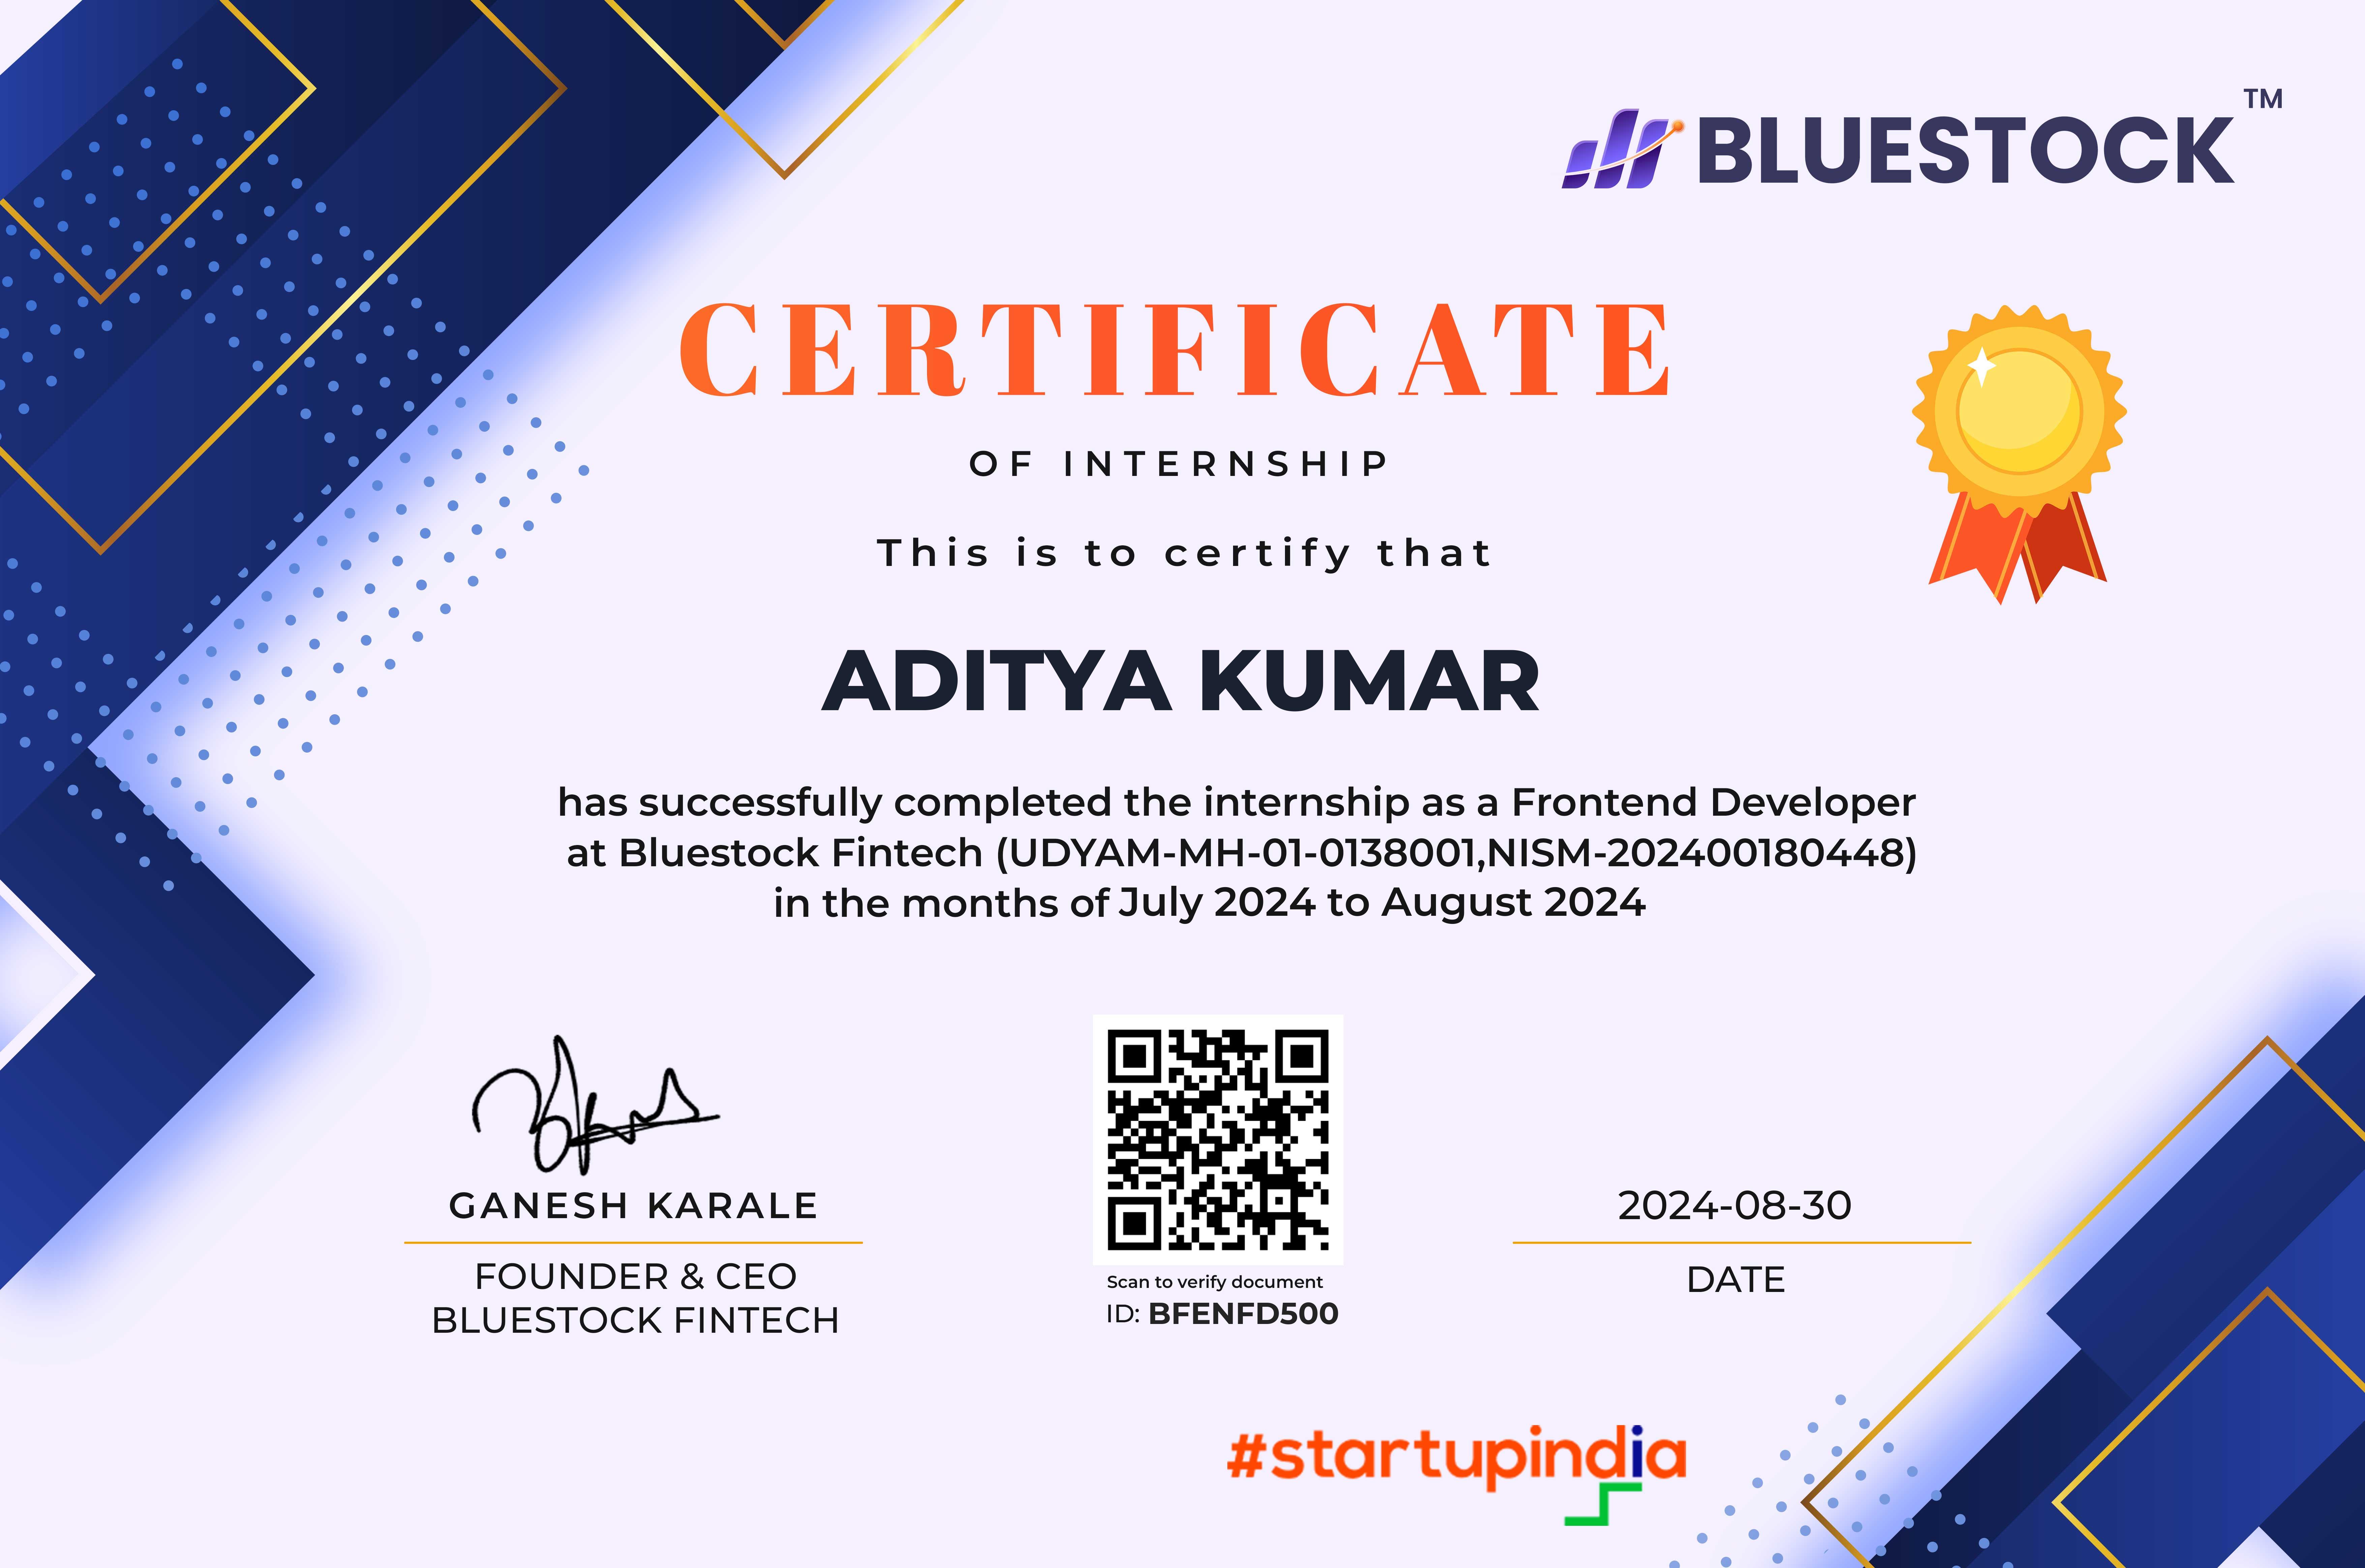 BLUESTOCK™
CERTIFICATE
OF INTERNSHIP
This is to certify that
ADITYA KUMAR
has successfully completed the internship as a Frontend Developer
at Bluestock Fintech (UDYAM-MH-01-0138001,NISM-202400180448)
in the months of July 2024 to August 2024
GANESH KARALE
FOUNDER & CEO
BLUESTOCK FINTECH
Scan to verify document
ID: BFENFD500
2024-08-30
DATE
#startupindia